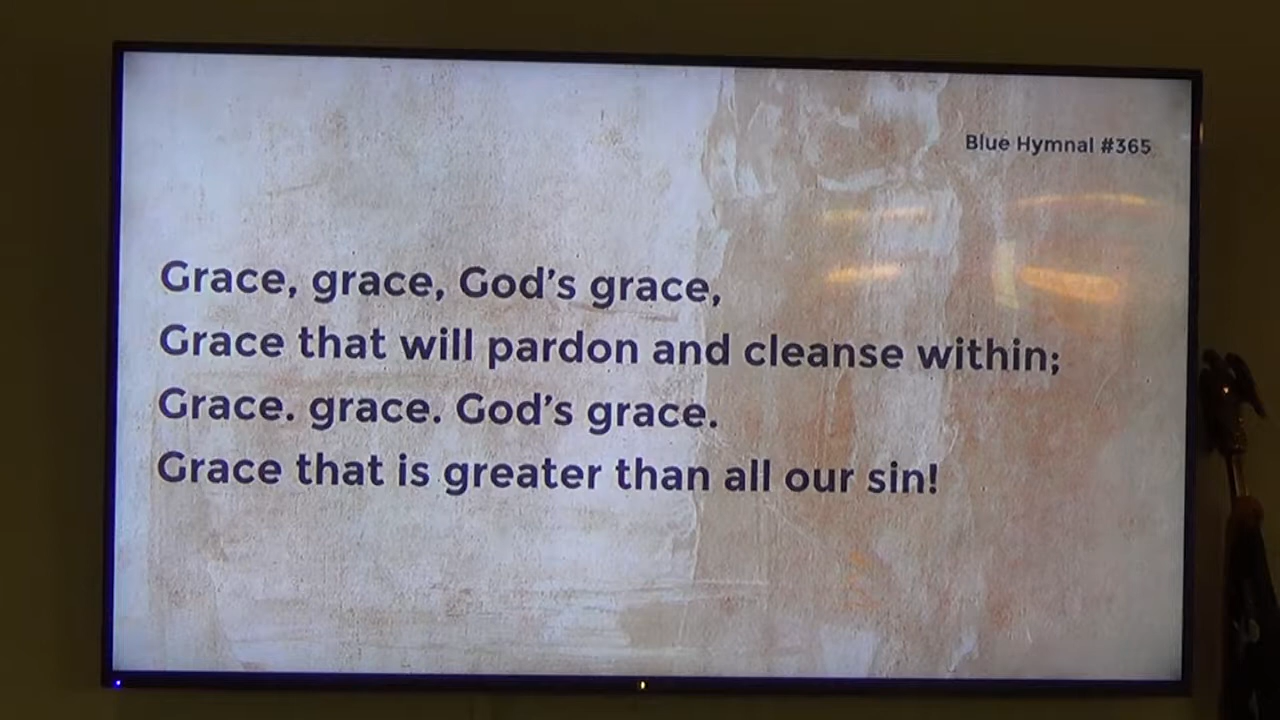 Blue Hymnal #365
Grace, grace, God's grace,
Grace that will pardon and cleanse within;
Grace. grace. God's grace.
Grace that is greater than all our sin!